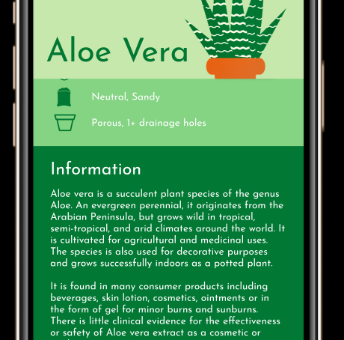 Aloe Vera
Neutral, Sandy
Porous, 1+ drainage holes
Information
Aloe vera is a succulent plant species of the genus
Aloe. An evergreen perennial, it originates from the
Arabian Peninsula, but grows wild in tropical,
semi-tropical, and arid climates around the world. It
is cultivated for agricultural and medicinal uses.
The species is also used for decorative purposes
and grows successfully indoors as a potted plant.
It is found in many consumer products including
beverages, skin lotion, cosmetics, ointments or in
the form of gel for minor burns and sunburns.
There is little clinical evidence for the effectiveness
or safety of Aloe vera extract as a cosmetic or